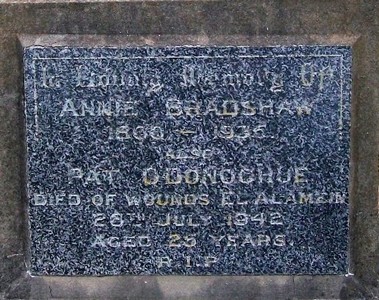 In Loving Memory Of
ANNIE BRADSHAW
1880 - 1935
ALSO
PAT O'DONOGHUE
DIED OF WOUNDS EL ALAMEIN
28TH JULY 1942
AGED 25 YEARS.
R.I.P.